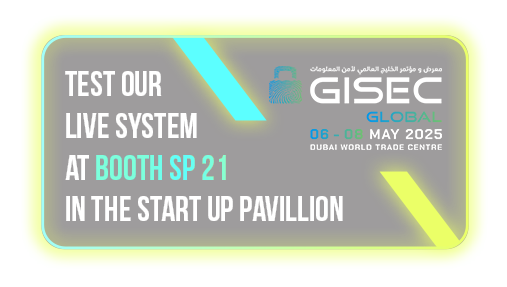 TEST OUR
LIVE SYSTEM
AT BOOTH SP 21
IN THE START UP PAVILLION
معرض و مؤتمر الخليج العالمي لأمن المعلومات
GISEC
GLOBAL
06 - 08 MAY 2025
DUBAI WORLD TRADE CENTRE